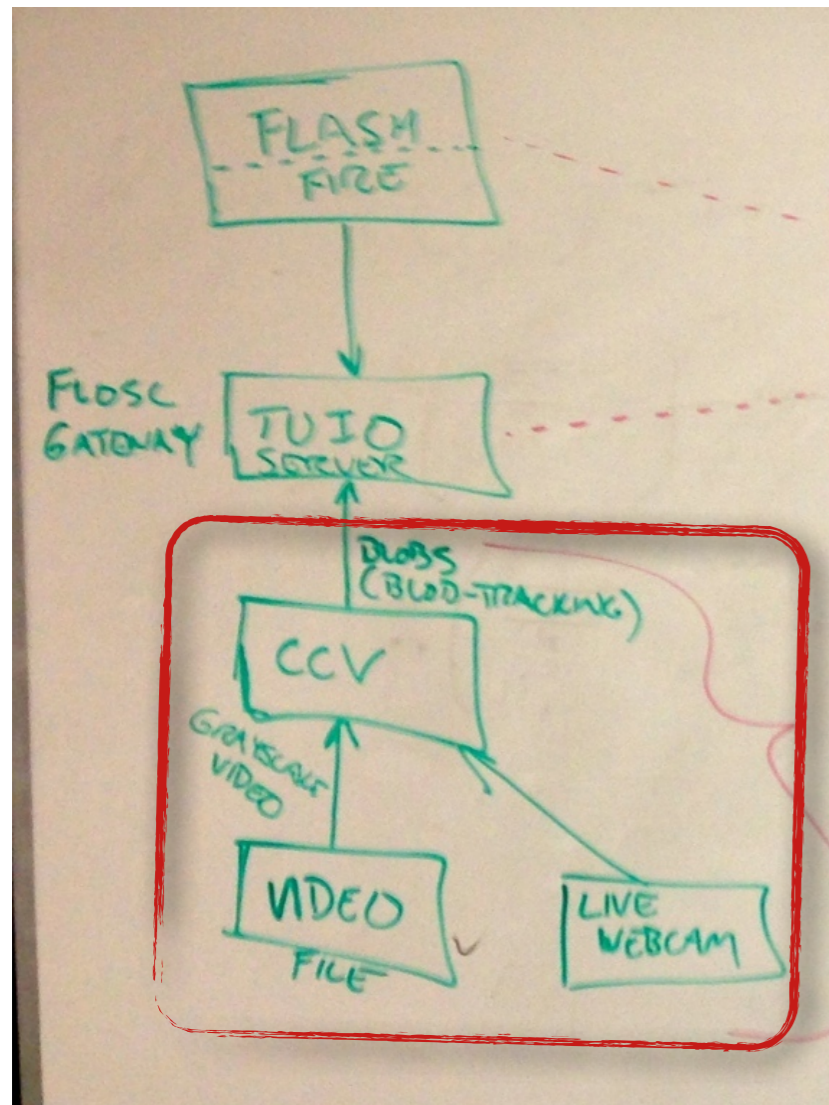 FLASH
FIRE
FLOSC
GATEWAY
TUIO
SERVER
BLOBS
(BLOB-TRACKING)
CCV
GRAYSCALE
VIDEO
VIDEO
FILE
LIVE
WEBCAM